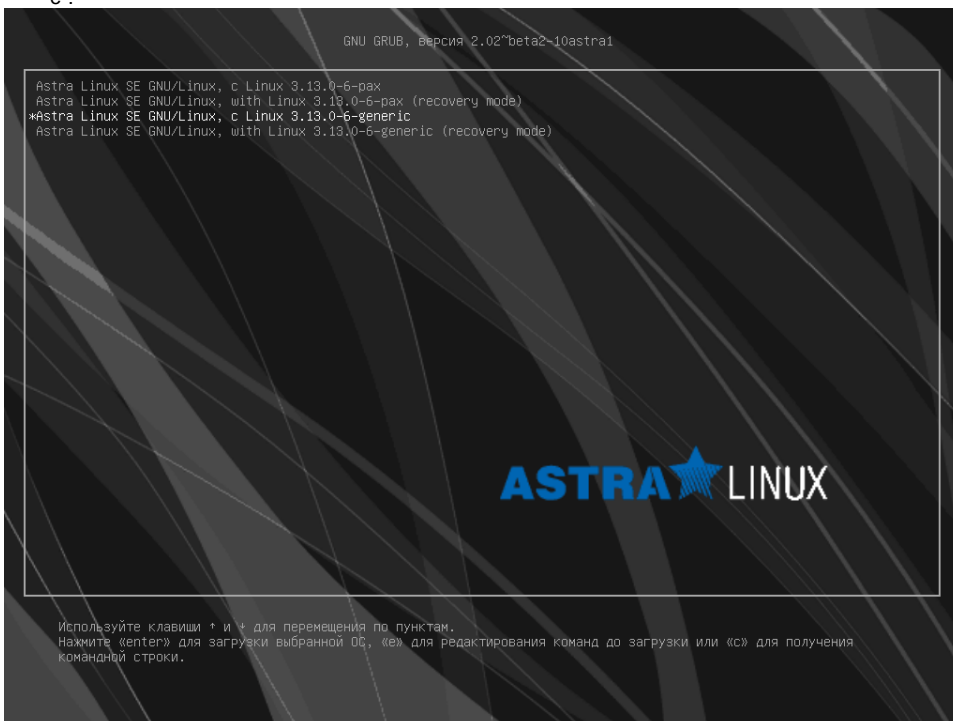 GNU GRUB, версия 2.02~beta2-10astra1
Astra Linux SE GNU/Linux, с Linux 3.13.0-6-pax
Astra Linux SE GNU/Linux, with Linux 3.13.0-6-pax (recovery mode)
*Astra Linux SE GNU/Linux, с Linux 3.13.0-6-generic
Astra Linux SE GNU/Linux, with Linux 3.13.0-6-generic (recovery mode)
ASTRA LINUX
Используйте клавиши ↑ и ↓ для перемещения по пунктам.
Нажмите «enter» для загрузки выбранной ОС, «e» для редактирования команд до загрузки или «c» для получения
командной строки.